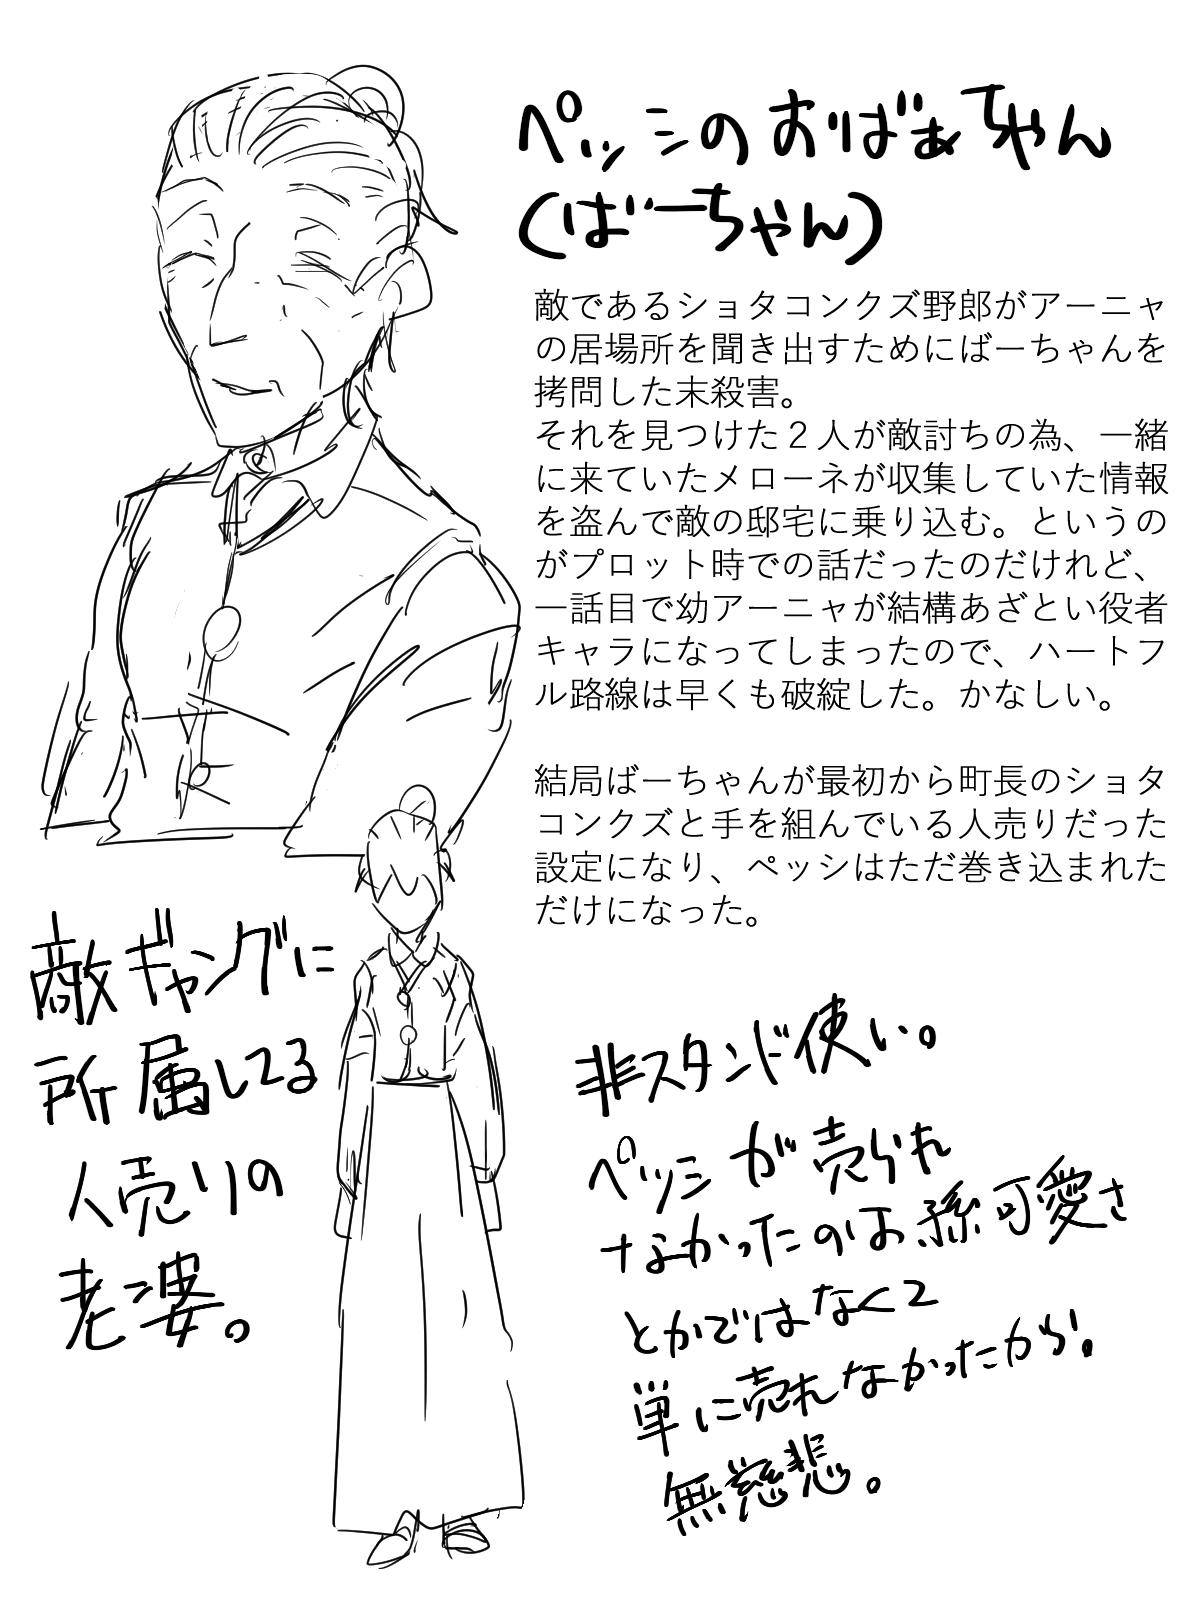 ペッシのおばぁちゃん
(ばーちゃん)
敵であるショタコンクズ野郎がアーニャ
の居場所を聞き出すためにばーちゃんを
拷問した末殺害。
それを見つけた２人が敵討ちの為、一緒
に来ていたメローネが収集していた情報
を盗んで敵の邸宅に乗り込む。というの
がプロット時での話だったのだけれど、
一話目で幼アーニャが結構あざとい役者
キャラになってしまったので、ハートフ
ル路線は早くも破綻した。かなしい。
結局ばーちゃんが最初から町長のショタ
コンクズと手を組んでいる人売りだった
設定になり、ペッシはただ巻き込まれた
だけになった。
敵ギャングに
所属してる
人売りの
老婆。
非スタンド使い。
ペッシが売られ
なかったのは孫可愛さ
とかではなくて
単に売れなかったから。
無慈悲。